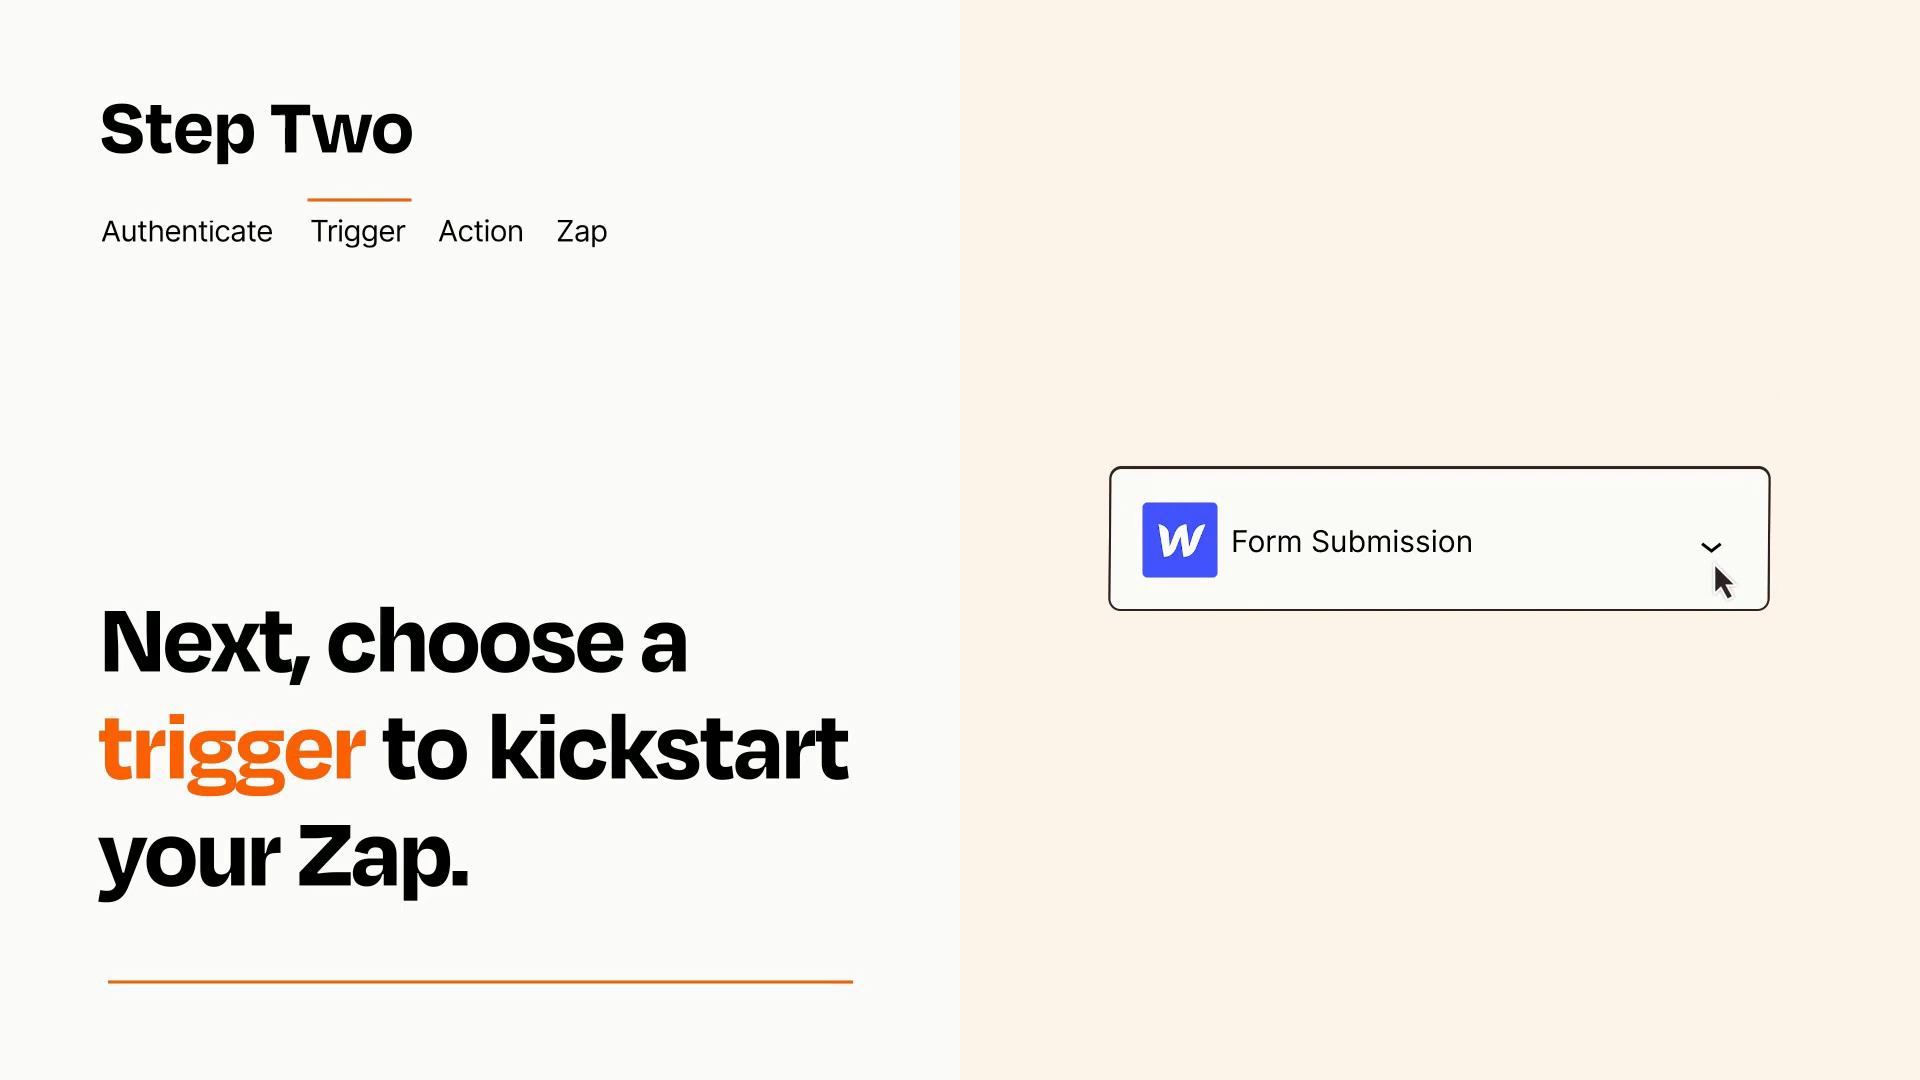 Step Two
Authenticate Trigger Action Zap
Next, choose a
trigger to kickstart
your Zap.
W Form Submission